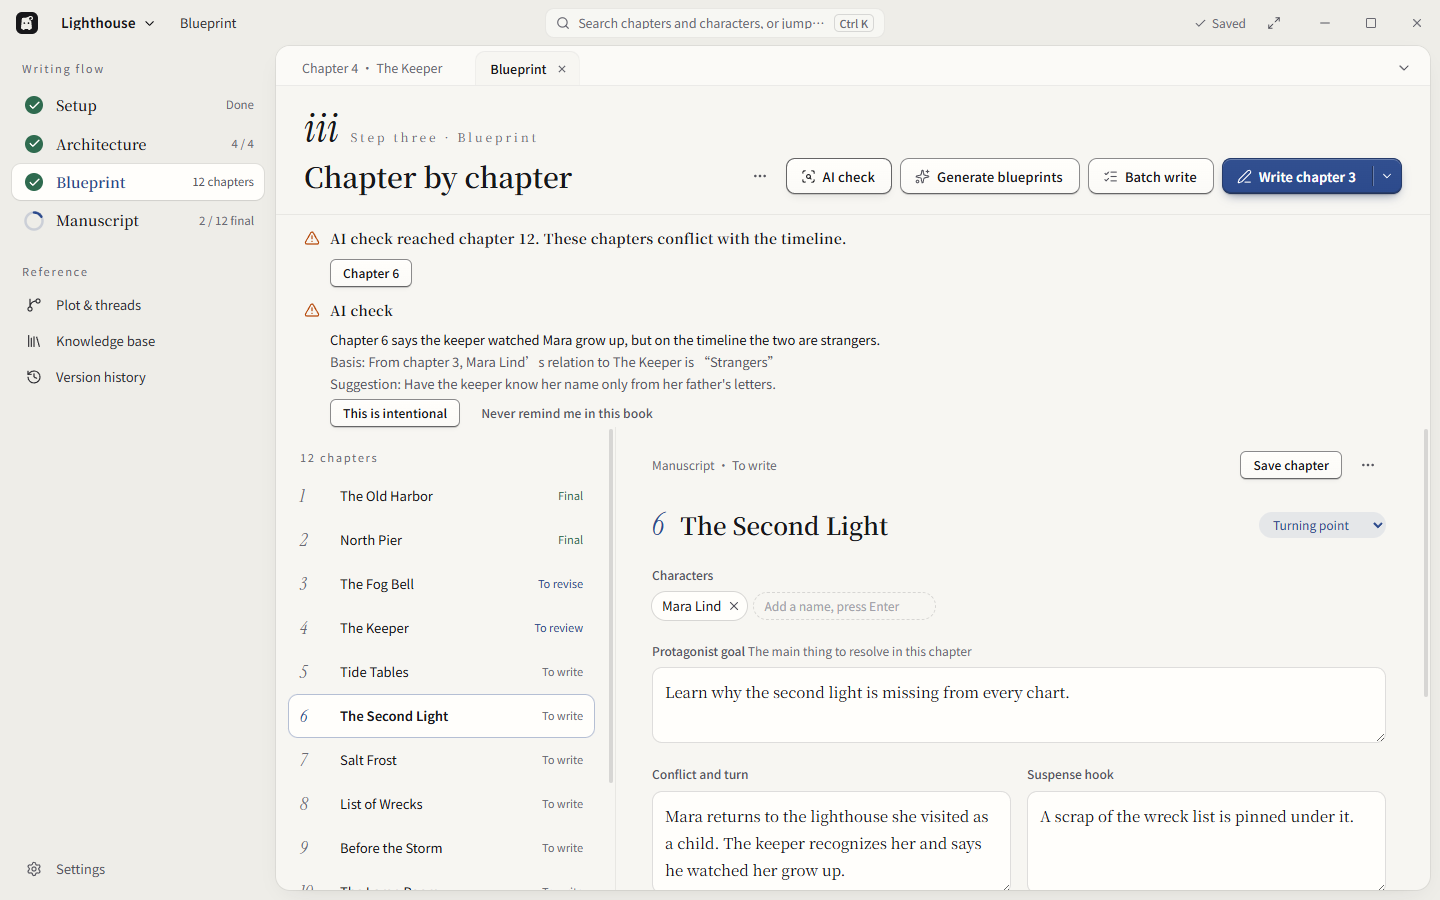 Lighthouse
Blueprint
Search chapters and characters, or jump···
Ctrl K
Saved
Writing flow
Setup
Done
Architecture
4 / 4
Blueprint
12 chapters
Manuscript
2 / 12 final
Reference
Plot & threads
Knowledge base
Version history
Settings
Chapter 4 • The Keeper
Blueprint
iii Step three · Blueprint
Chapter by chapter
AI check
Generate blueprints
Batch write
Write chapter 3
AI check reached chapter 12. These chapters conflict with the timeline.
Chapter 6
AI check
Chapter 6 says the keeper watched Mara grow up, but on the timeline the two are strangers.
Basis: From chapter 3, Mara Lind’s relation to The Keeper is “Strangers”
Suggestion: Have the keeper know her name only from her father's letters.
This is intentional
Never remind me in this book
12 chapters
1 The Old Harbor Final
2 North Pier Final
3 The Fog Bell To revise
4 The Keeper To review
5 Tide Tables To write
6 The Second Light To write
7 Salt Frost To write
8 List of Wrecks To write
9 Before the Storm To write
10
Manuscript • To write
Save chapter
6 The Second Light
Turning point
Characters
Mara Lind
Add a name, press Enter
Protagonist goal The main thing to resolve in this chapter
Learn why the second light is missing from every chart.
Conflict and turn
Mara returns to the lighthouse she visited as
a child. The keeper recognizes her and says
he watched her grow up.
Suspense hook
A scrap of the wreck list is pinned under it.